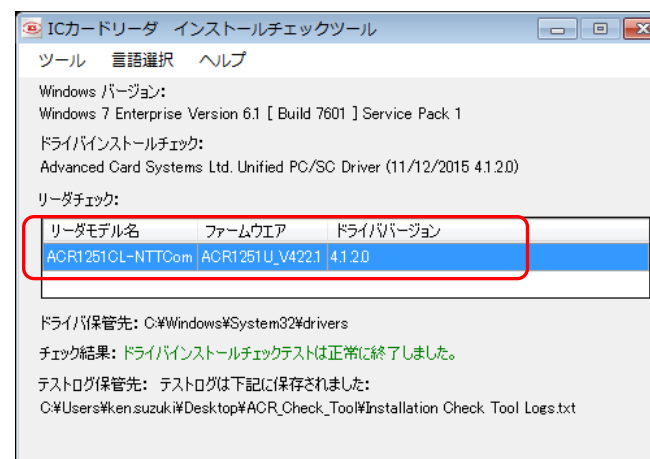 ICカードリーダ インストールチェックツール
ツール 言語選択 ヘルプ
Windows バージョン:
Windows 7 Enterprise Version 6.1 [ Build 7601 ] Service Pack 1
ドライバインストールチェック:
Advanced Card Systems Ltd. Unified PC/SC Driver (11/12/2015 4.1.2.0)
リーダチェック:
リーダモデル名 ファームウエア ドライババージョン
ACR1251CL-NTTCom ACR1251U_V422.1 4.1.2.0
ドライバ保管先: C:¥Windows¥System32¥drivers
チェック結果: ドライバインストールチェックテストは正常に終了しました。
テストログ保管先: テストログは下記に保存されました:
C:¥Users¥ken.suzuki¥Desktop¥ACR_Check_Tool¥Installation Check Tool Logs.txt